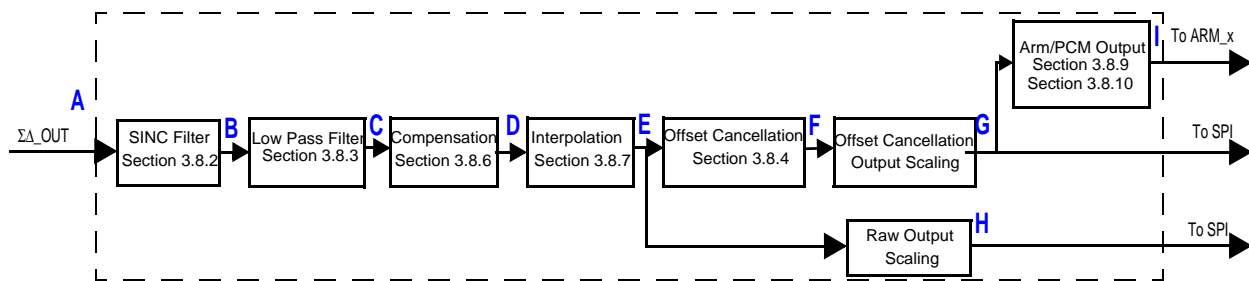 A
ΣΔ_OUT
SINC Filter
Section 3.8.2
B
Low Pass Filter
Section 3.8.3
C
Compensation
Section 3.8.6
D
Interpolation
Section 3.8.7
E
Offset Cancellation
Section 3.8.4
F
Offset Cancellation
Output Scaling
G
Arm/PCM Output
Section 3.8.9
Section 3.8.10
I
To ARM_x
To SPI
Raw Output
Scaling
H
To SPI